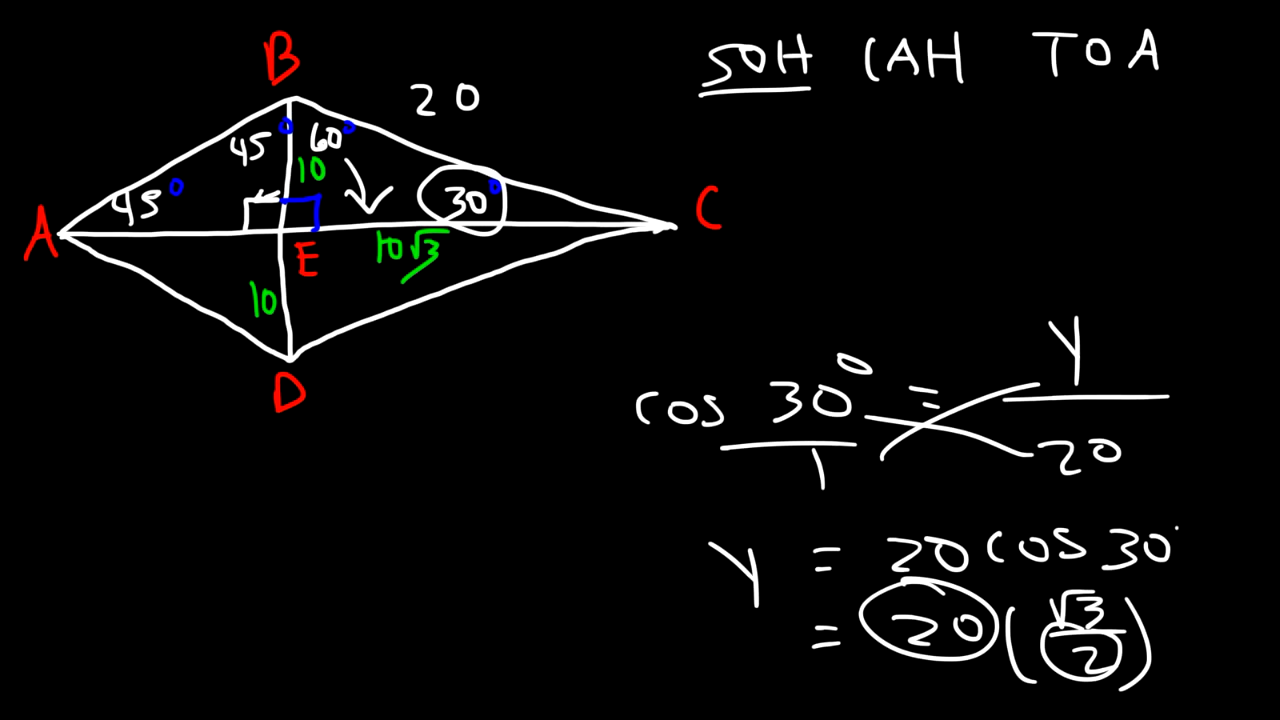 SOH CAH TOA
B
20
45° 60°
10
45° 30°
A C
E 10√3
10
D
cos 30° / 1 = Y / 20
Y = 20 cos 30°
= 20 (√3/2)